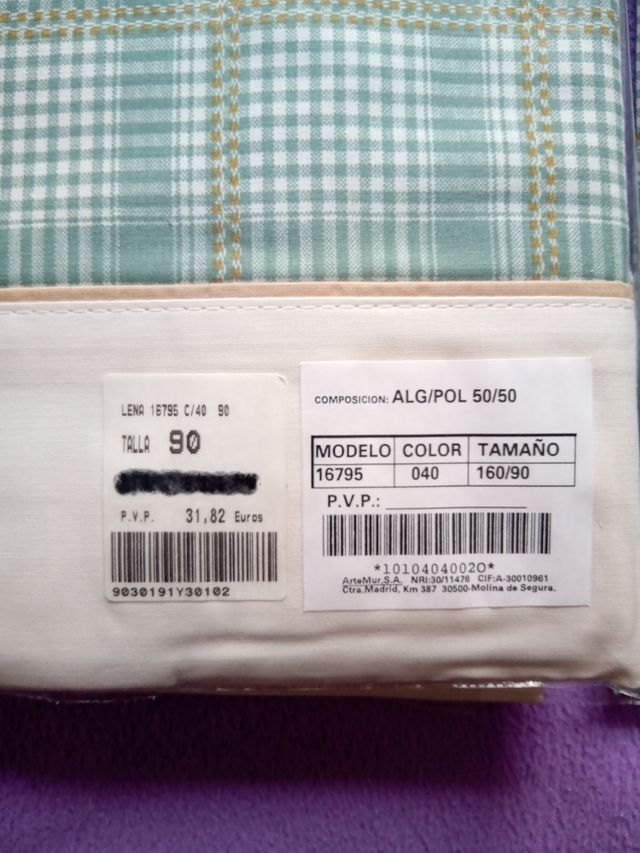 LENA 16795 C/40 90
TALLA 90
P.V.P. 31,82 Euros
9030191Y30102
COMPOSICION: ALG/POL 50/50
MODELO COLOR TAMAÑO
16795 040 160/90
P.V.P.:
*10104040020*
ArteMur,S.A. NRI:30/11476 CIF:A-30010961
Ctra.Madrid, Km 387 30500-Molina de Segura.